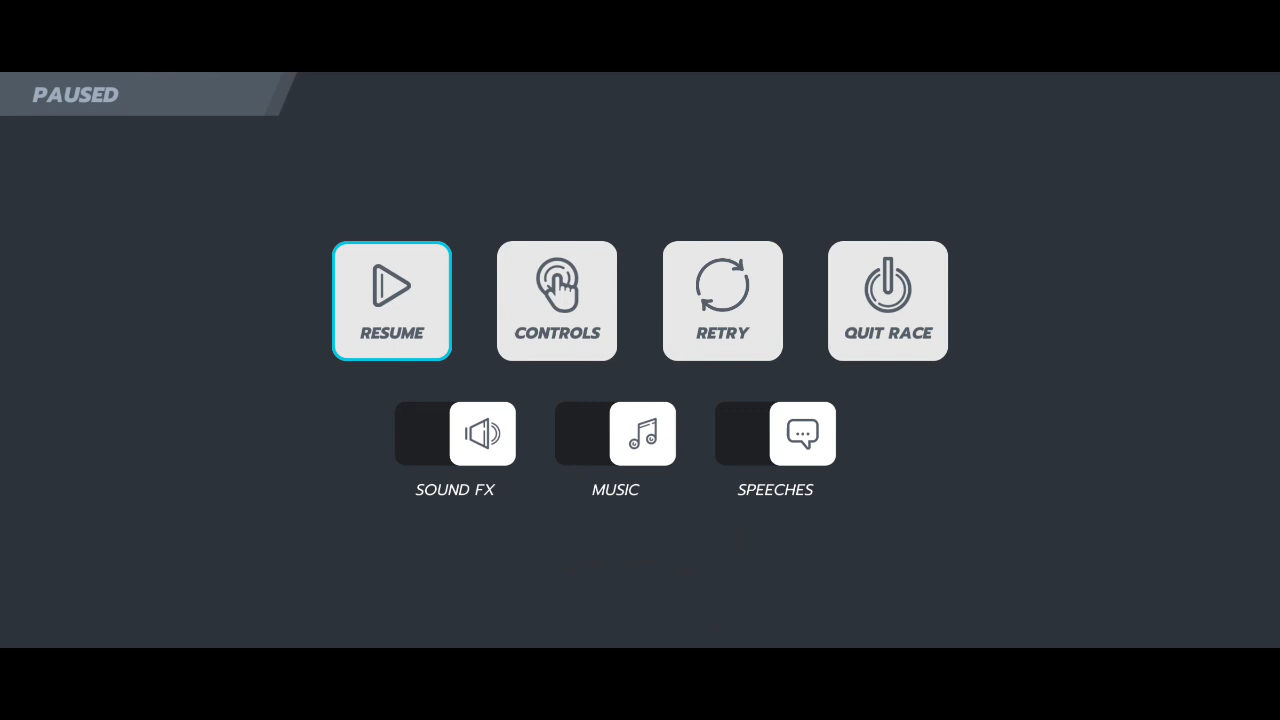 PAUSED
RESUME
CONTROLS
RETRY
QUIT RACE
SOUND FX
MUSIC
SPEECHES